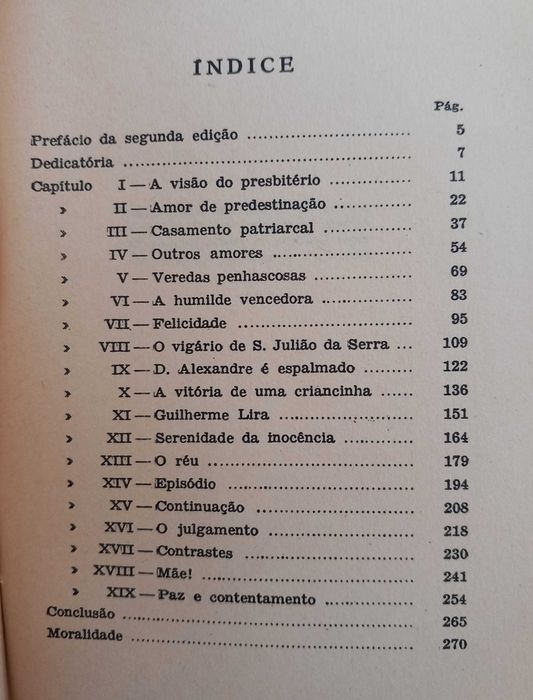 ÍNDICE
Pág.
Prefácio da segunda edição ............................ 5
Dedicatória ................................................ 7
Capítulo I — A visão do presbitério ............... 11
» II — Amor de predestinação ............. 22
» III — Casamento patriarcal ................ 37
» IV — Outros amores ......................... 54
» V — Veredas penhascosas ................ 69
» VI — A humilde vencedora ............... 83
» VII — Felicidade .............................. 95
» VIII — O vigário de S. Julião da Serra ... 109
» IX — D. Alexandre é espalmado ......... 122
» X — A vitória de uma criancinha ...... 136
» XI — Guilherme Lira ....................... 151
» XII — Serenidade da inocência ............ 164
» XIII — O réu ................................... 179
» XIV — Episódio ............................... 194
» XV — Continuação ........................... 208
» XVI — O julgamento ......................... 218
» XVII — Contrastes ............................. 230
» XVIII — Mãe! .................................... 241
» XIX — Paz e contentamento ............... 254
Conclusão .................................................. 265
Moralidade ................................................ 270